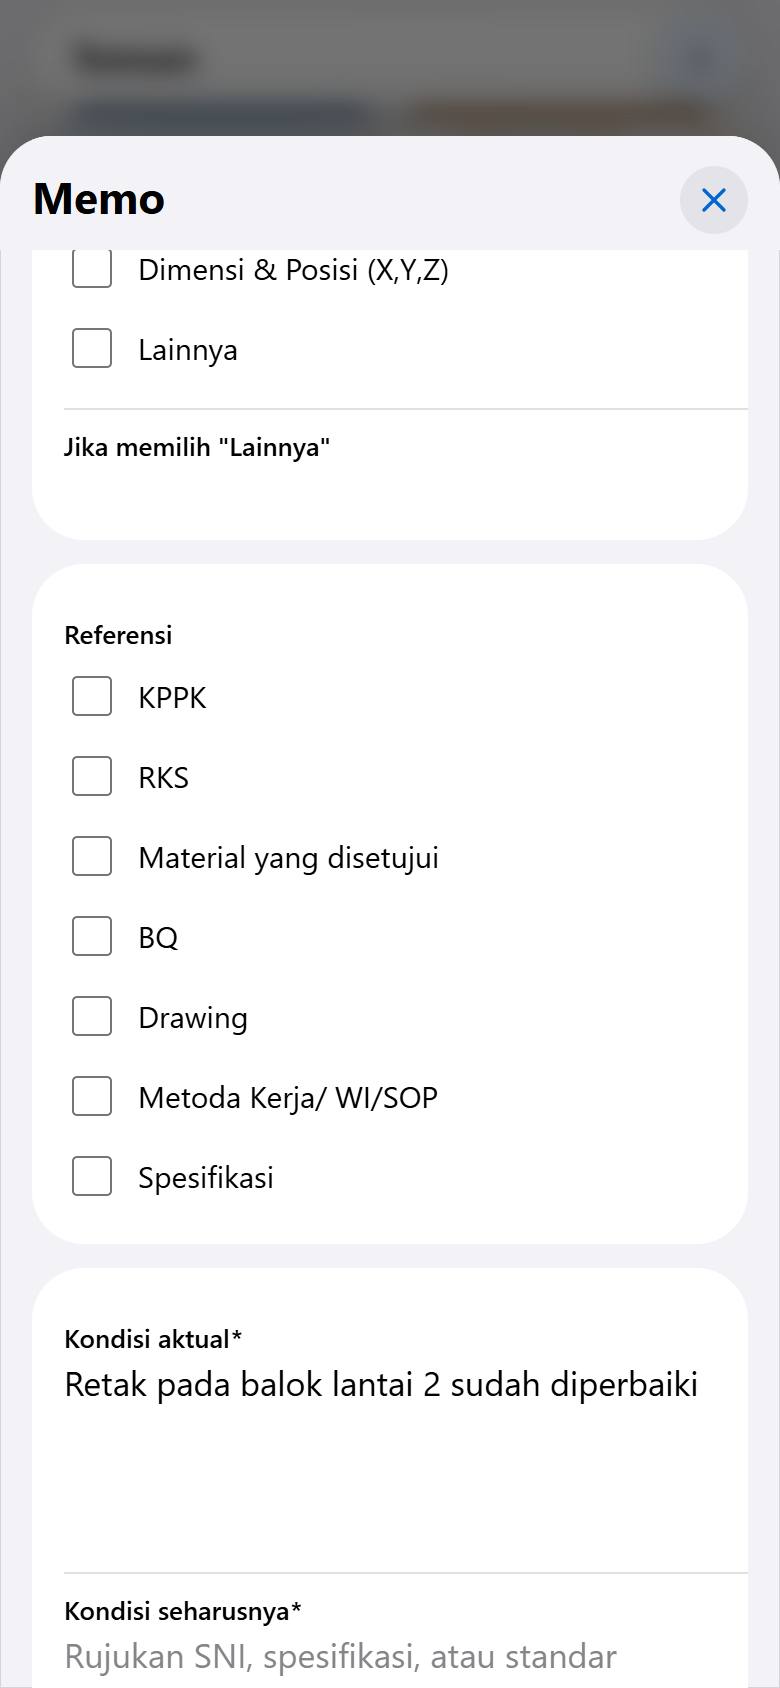 Memo
Dimensi & Posisi (X,Y,Z)
Lainnya
Jika memilih "Lainnya"
Referensi
KPPK
RKS
Material yang disetujui
BQ
Drawing
Metoda Kerja/ WI/SOP
Spesifikasi
Kondisi aktual*
Retak pada balok lantai 2 sudah diperbaiki
Kondisi seharusnya*
Rujukan SNI, spesifikasi, atau standar